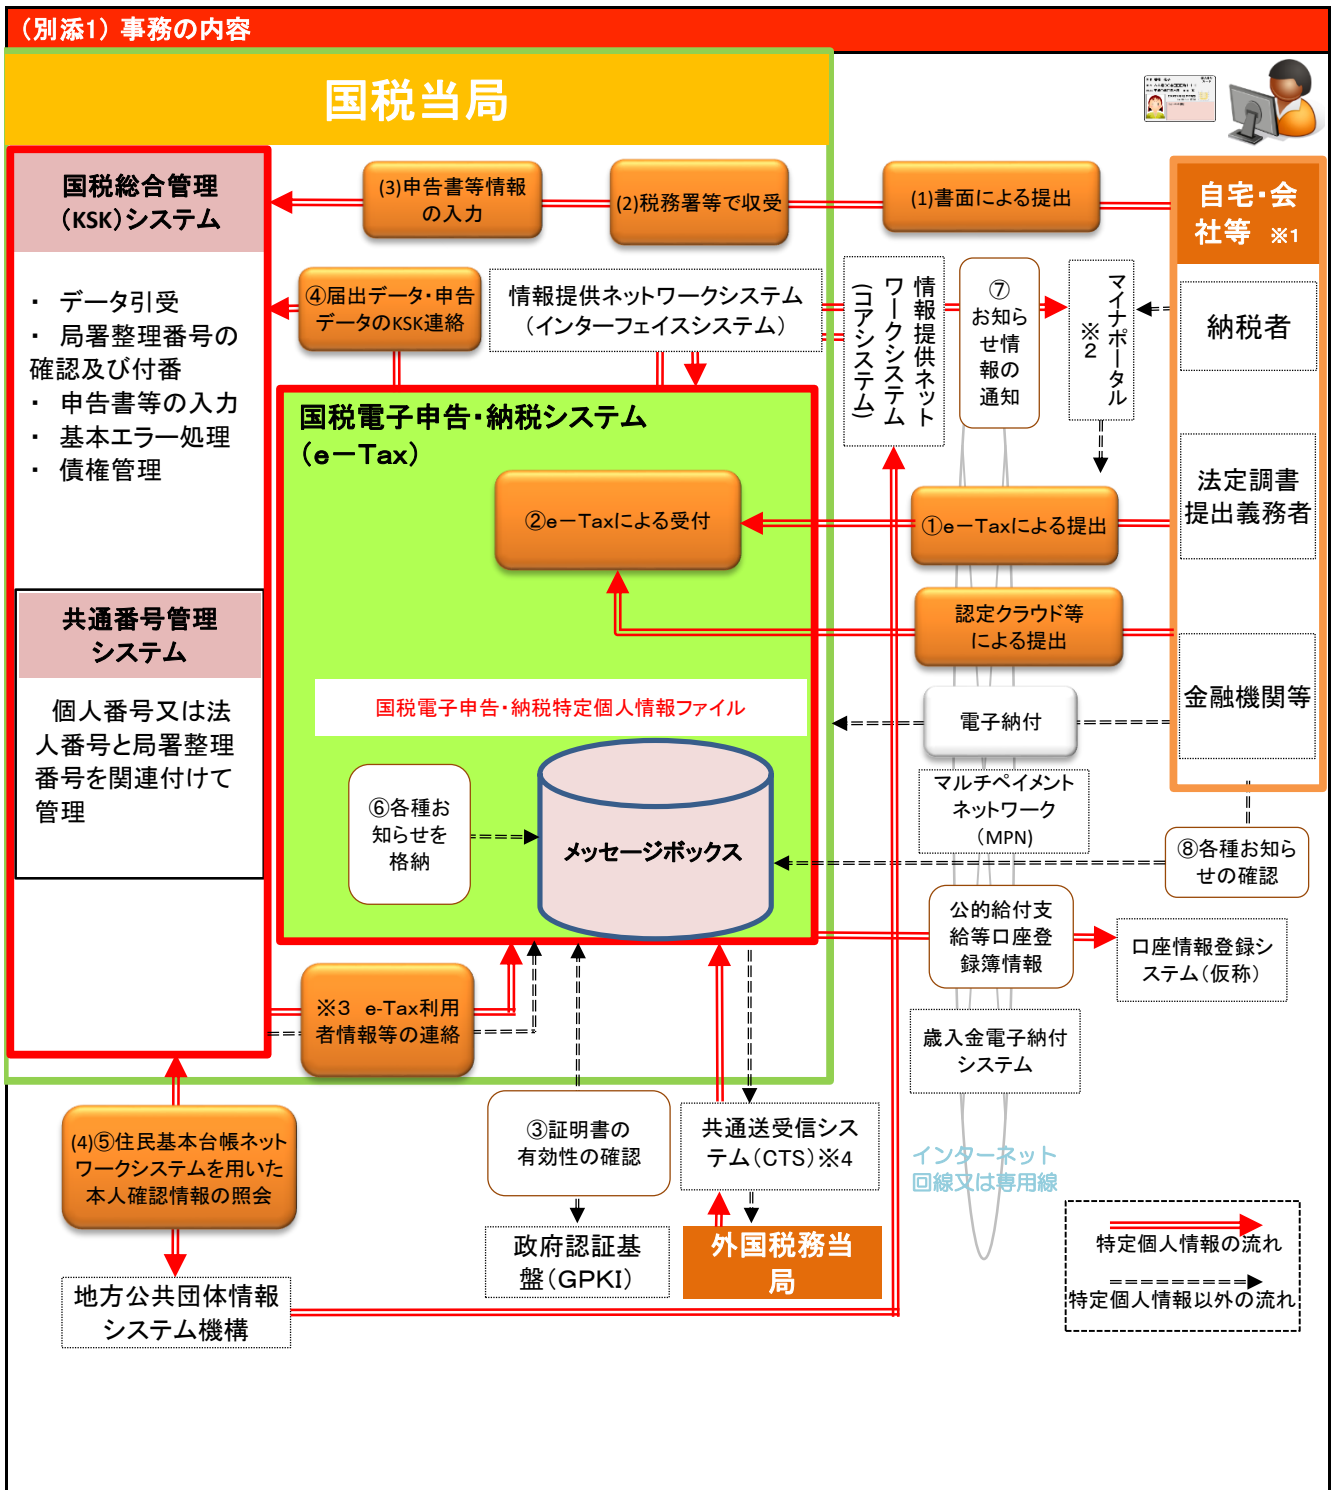 （別添1） 事務の内容
国税当局
国税総合管理
（KSK）システム
・　データ引受
・　局署整理番号の
確認及び付番
・　申告書等の入力
・　基本エラー処理
・　債権管理
共通番号管理
システム
個人番号又は法
人番号と局署整理
番号を関連付けて
管理
(3)申告書等情報
の入力
(2)税務署等で収受
(1)書面による提出
自宅・会
社等　※1
納税者
法定調書
提出義務者
金融機関等
④届出データ・申告
データのKSK連絡
情報提供ネットワークシステム
（インターフェイスシステム）
情報提供ネット
ワークシステム
（コアシステム）
⑦
お知ら
せ情
報の
通知
マイナポータル
※2
国税電子申告・納税システム
（e－Tax）
②e－Taxによる受付
①e－Taxによる提出
認定クラウド等
による提出
国税電子申告・納税特定個人情報ファイル
電子納付
マルチペイメント
ネットワーク
（MPN)
⑥各種お
知らせを
格納
メッセージボックス
⑧各種お知ら
せの確認
公的給付支
給等口座登
録簿情報
口座情報登録シ
ステム（仮称）
※3　e-Tax利用
者情報等の連絡
歳入金電子納付
システム
(4)⑤住民基本台帳ネット
ワークシステムを用いた
本人確認情報の照会
③証明書の
有効性の確認
共通送受信シス
テム（CTS）※4
インターネット
回線又は専用線
政府認証基
盤（GPKI）
外国税務当
局
地方公共団体情報
システム機構
特定個人情報の流れ
特定個人情報以外の流れ